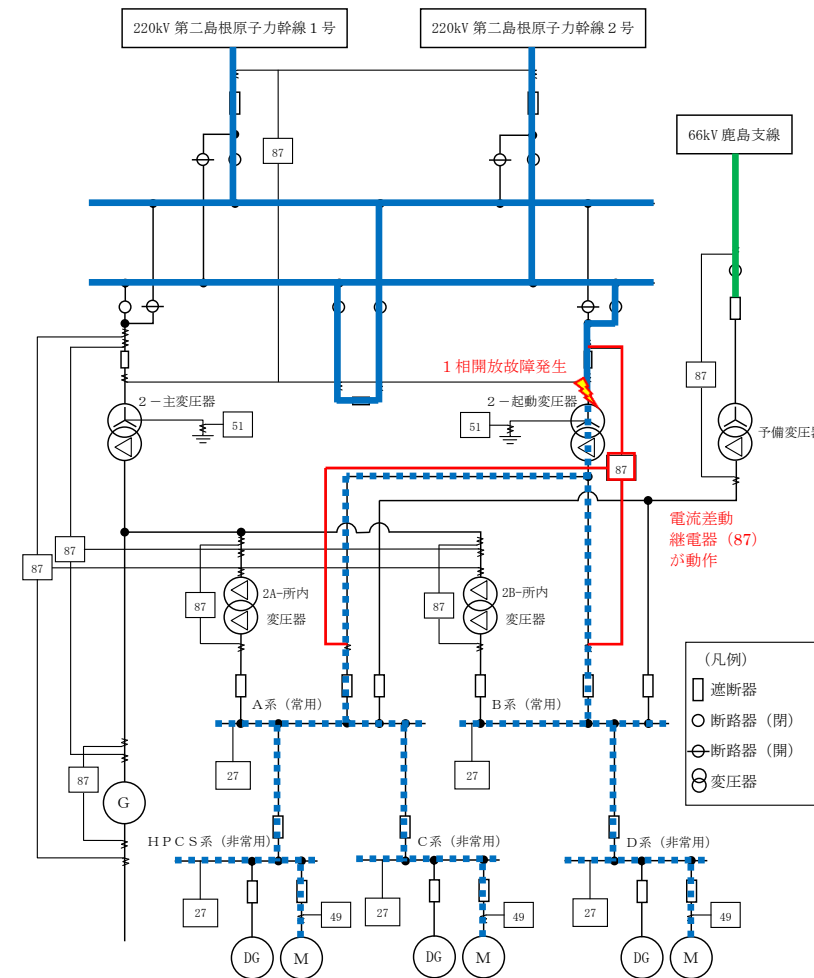 220kV 第二島根原子力幹線1号
220kV 第二島根原子力幹線2号
66kV 鹿島支線
87
87
1相開放故障発生
2-主変圧器
51
2-起動変圧器
51
予備変圧器
87
電流差動
継電器（87）
が動作
87
87
87
2A-所内
変圧器
87
2B-所内
変圧器
（凡例）
遮断器
断路器（閉）
断路器（開）
変圧器
A系（常用）
B系（常用）
27
27
87
G
HPCS系（非常用）
C系（非常用）
D系（非常用）
27
49
27
49
27
49
DG
M
DG
M
DG
M